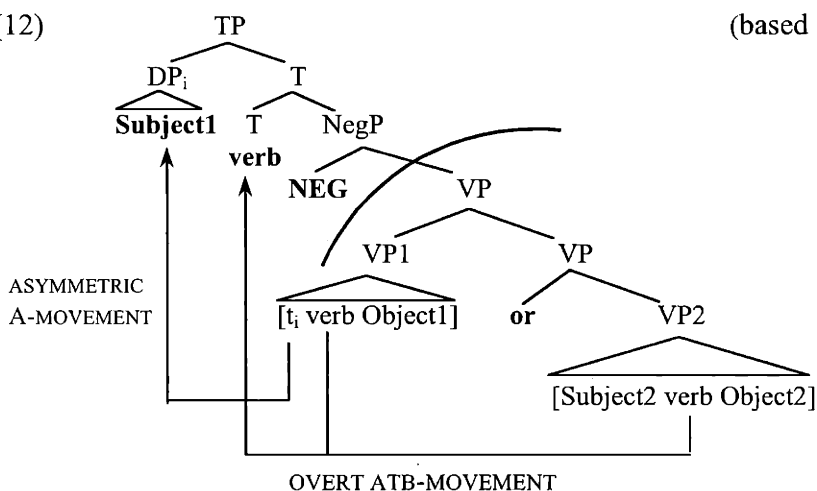 (12) TP (based
DPi T
Subject1 T NegP
verb
NEG VP
VP1 VP
ASYMMETRIC
A-MOVEMENT [ti verb Object1] or VP2
[Subject2 verb Object2]
OVERT ATB-MOVEMENT